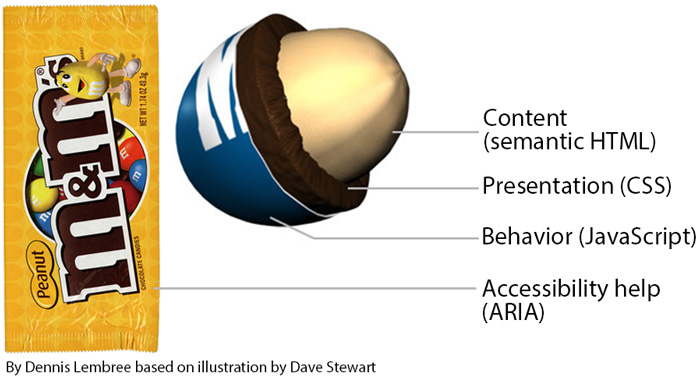 m&m's
®
NET WT 1.74 OZ 49.3g
Peanut
CHOCOLATE CANDIES
m
m
m
M
Content
(semantic HTML)
Presentation (CSS)
Behavior (JavaScript)
Accessibility help
(ARIA)
By Dennis Lembree based on illustration by Dave Stewart